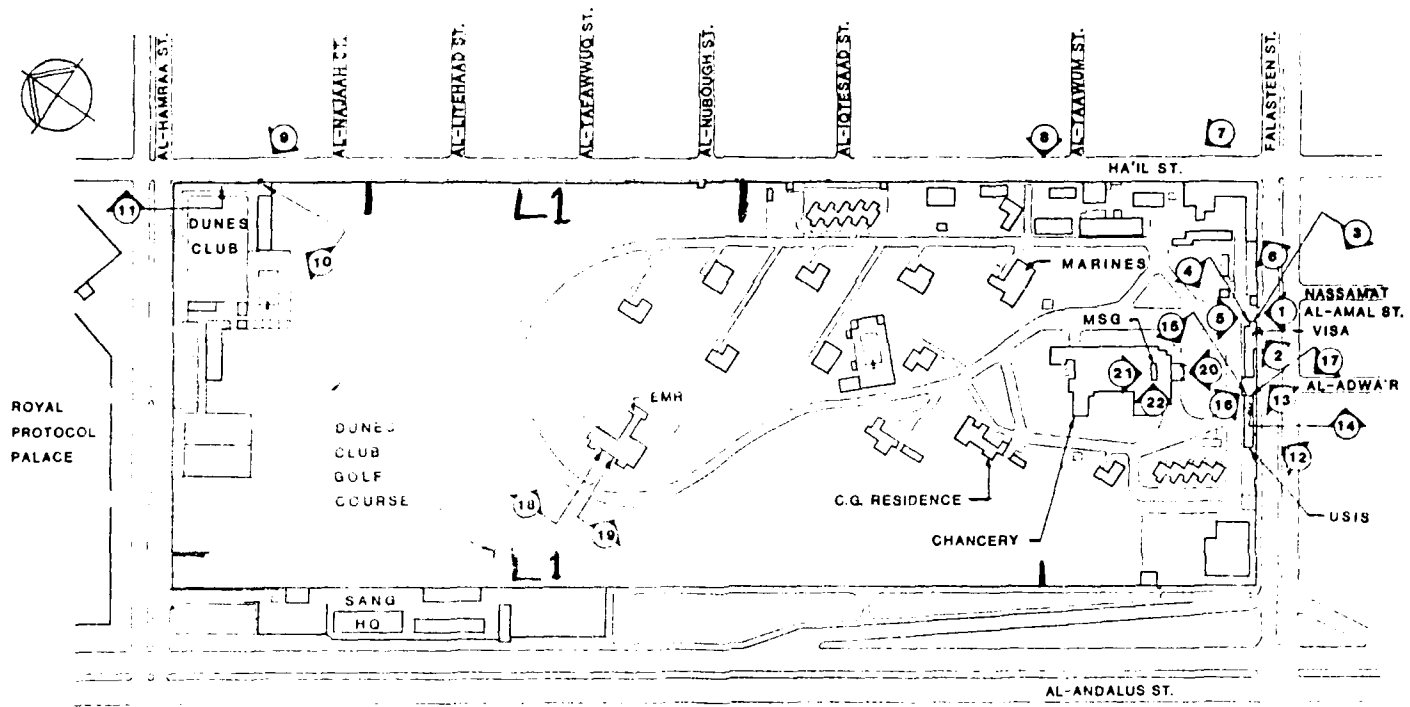 AL-HAMRAA ST.
AL-NAJAAH ST.
AL-LITEHAAD ST.
AL-TAFAWWUQ ST.
AL-NUBOUGH ST.
AL-IQTESAAD ST.
AL-TAAWUM ST.
FALASTEEN ST.
9
8
7
HA'IL ST.
11
DUNES
CLUB
L1
10
3
4
6
MARINES
NASSAMAT
AL-AMAL ST.
5
1
VISA
MSG
15
2
17
21
20
22
16
13
AL-ADWA'R
14
EMR
ROYAL
PROTOCOL
PALACE
DUNES
CLUB
GOLF
COURSE
12
18
19
C.G. RESIDENCE
USIS
CHANCERY
L1
SANG
HQ
AL-ANDALUS ST.